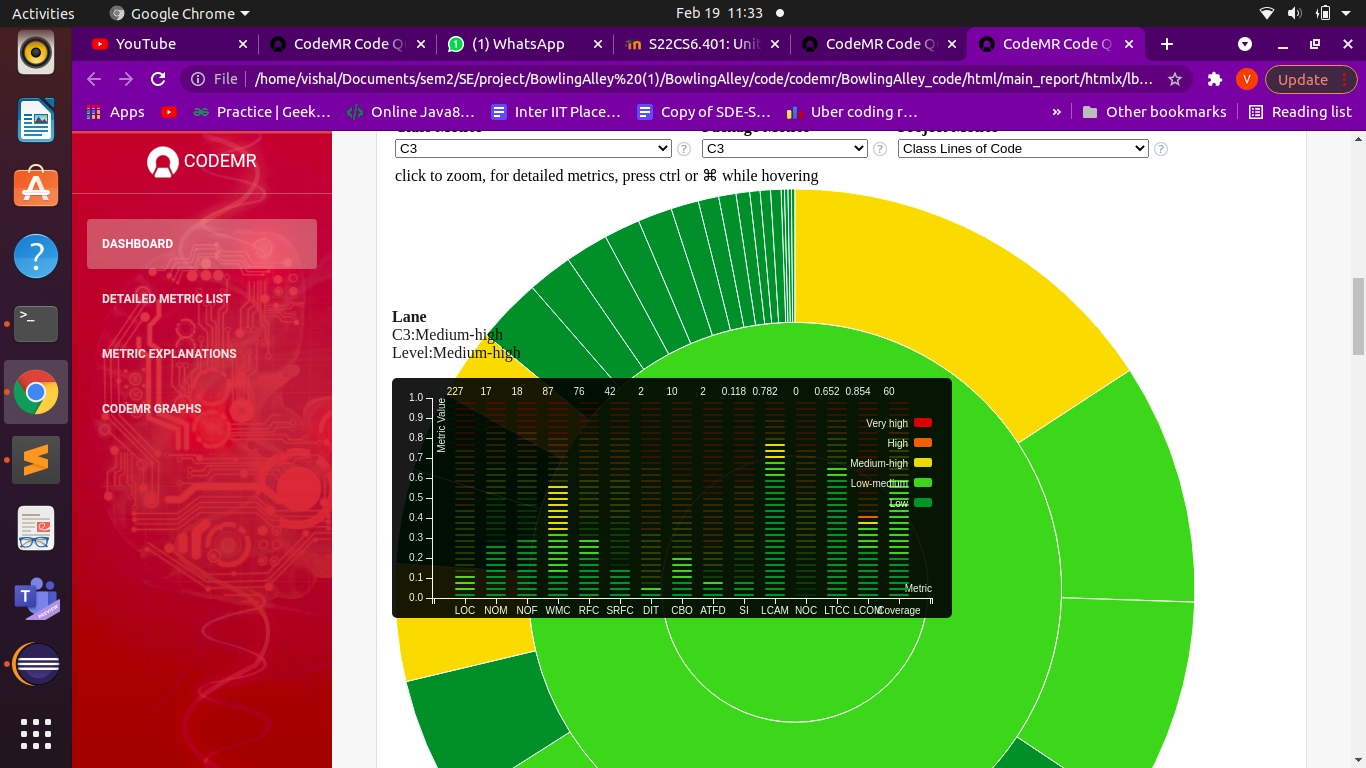 Activities
Google Chrome
Feb 19 11:33
YouTube
CodeMR Code Q
(1) WhatsApp
S22CS6.401: Unit
CodeMR Code Q
CodeMR Code Q
File
/home/vishal/Documents/sem2/SE/project/BowlingAlley%20(1)/BowlingAlley/code/codemr/BowlingAlley_code/html/main_report/htmlx/lb...
V
Update
Apps
Practice | Geek...
Online Java8...
Inter IIT Place...
Copy of SDE-S...
Uber coding r...
»
Other bookmarks
Reading list
CODEMR
DASHBOARD
DETAILED METRIC LIST
METRIC EXPLANATIONS
CODEMR GRAPHS
C3 ?
C3 ?
Class Lines of Code ?
click to zoom, for detailed metrics, press ctrl or ⌘ while hovering
Lane
C3:Medium-high
Level:Medium-high
227 17 18 87 76 42 2 10 2 0.118 0.782 0 0.652 0.854 60
1.0
0.9
0.8
0.7
0.6
0.5
0.4
0.3
0.2
0.1
0.0
Metric Value
Very high
High
Medium-high
Low-medium
Low
Metric
LOC NOM NOF WMC RFC SRFC DIT CBO ATFD SI LCAM NOC LTCC LCOM Coverage